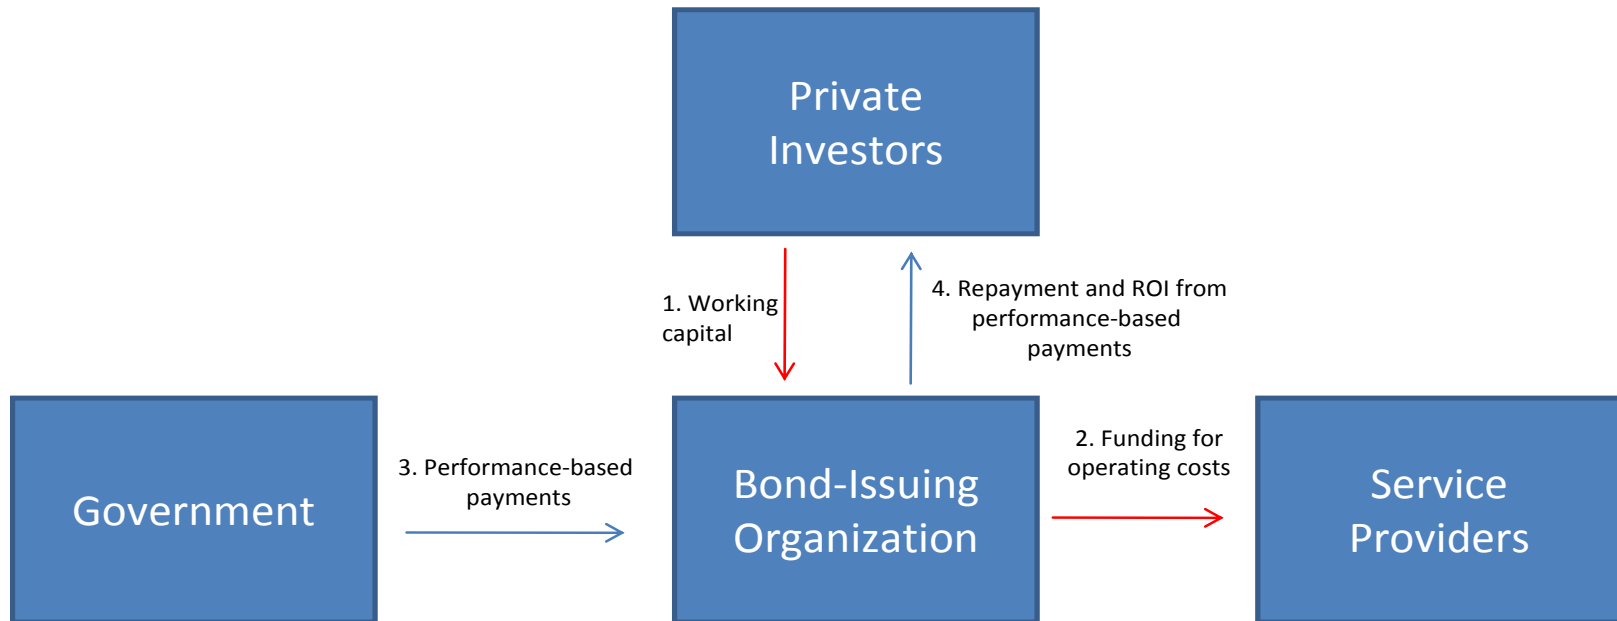 Private
Investors
1. Working
capital
4. Repayment and ROI from
performance-based
payments
Government
3. Performance-based
payments
Bond-Issuing
Organization
2. Funding for
operating costs
Service
Providers